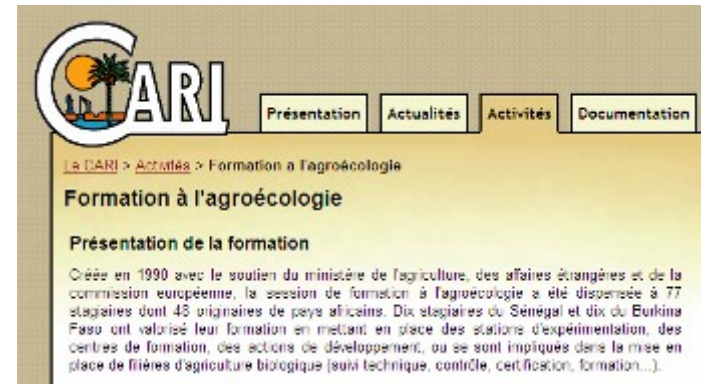 CARI
Présentation Actualités Activités Documentation
Le CARI > Activités > Formation à l'agroécologie
Formation à l'agroécologie
Présentation de la formation
Créée en 1990 avec le soutien du ministère de l'agriculture, des affaires étrangères et de la
commission européenne, la session de formation à l'agroécologie a été dispensée à 77
stagiaires dont 48 originaires de pays africains. Dix stagiaires du Sénégal et dix du Burkina
Faso ont valorisé leur formation en mettant en place des stations d'expérimentation, des
centres de formation, des actions de développement, ou se sont impliqués dans la mise en
place de filières d'agriculture biologique (suivi technique, contrôle, certification, formation...).